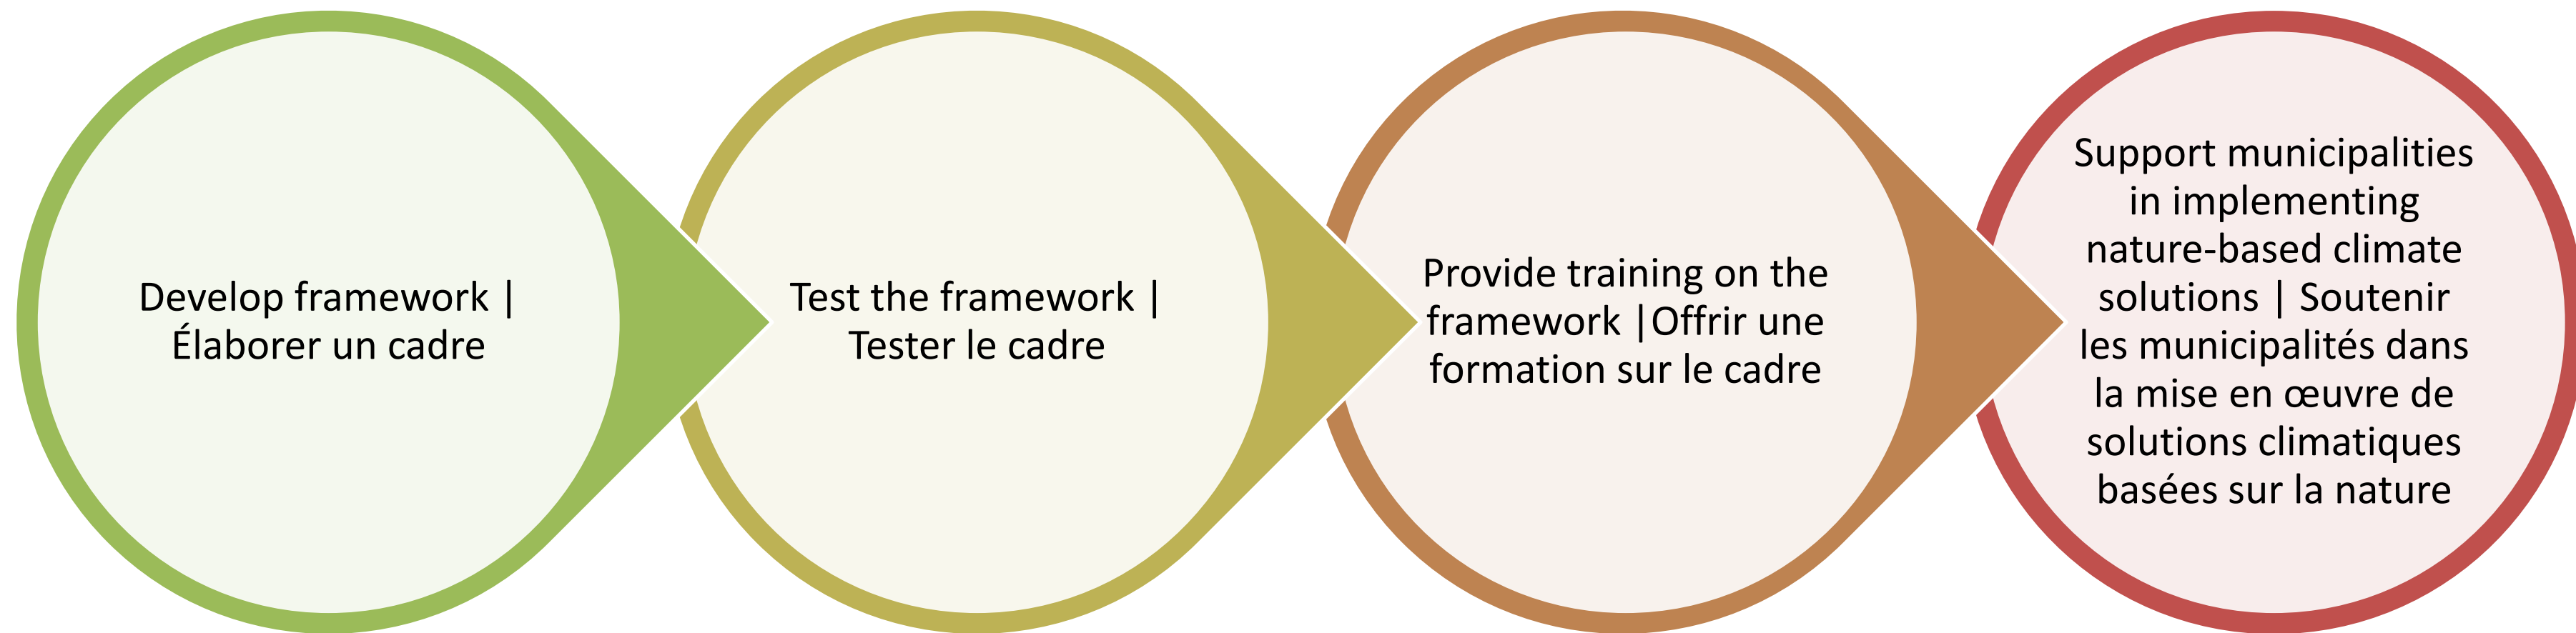 Develop framework |
Élaborer un cadre
Test the framework |
Tester le cadre
Provide training on the
framework |Offrir une
formation sur le cadre
Support municipalities
in implementing
nature-based climate
solutions | Soutenir
les municipalités dans
la mise en œuvre de
solutions climatiques
basées sur la nature